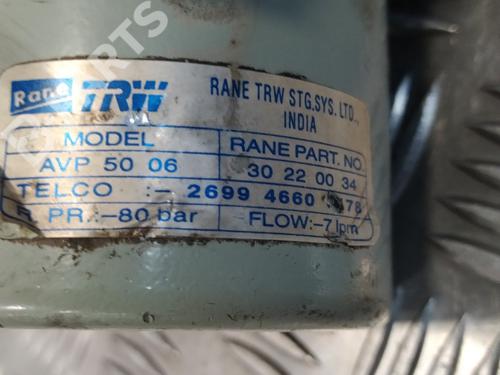 B-PARTS
Rane TRW
RANE TRW STG.SYS. LTD.,
INDIA
MODEL
RANE PART. NO.
AVP 50 06
30 22 00 34
TELCO :- 2699 4660
R. PR.:-80 bar
FLOW:-7 lpm